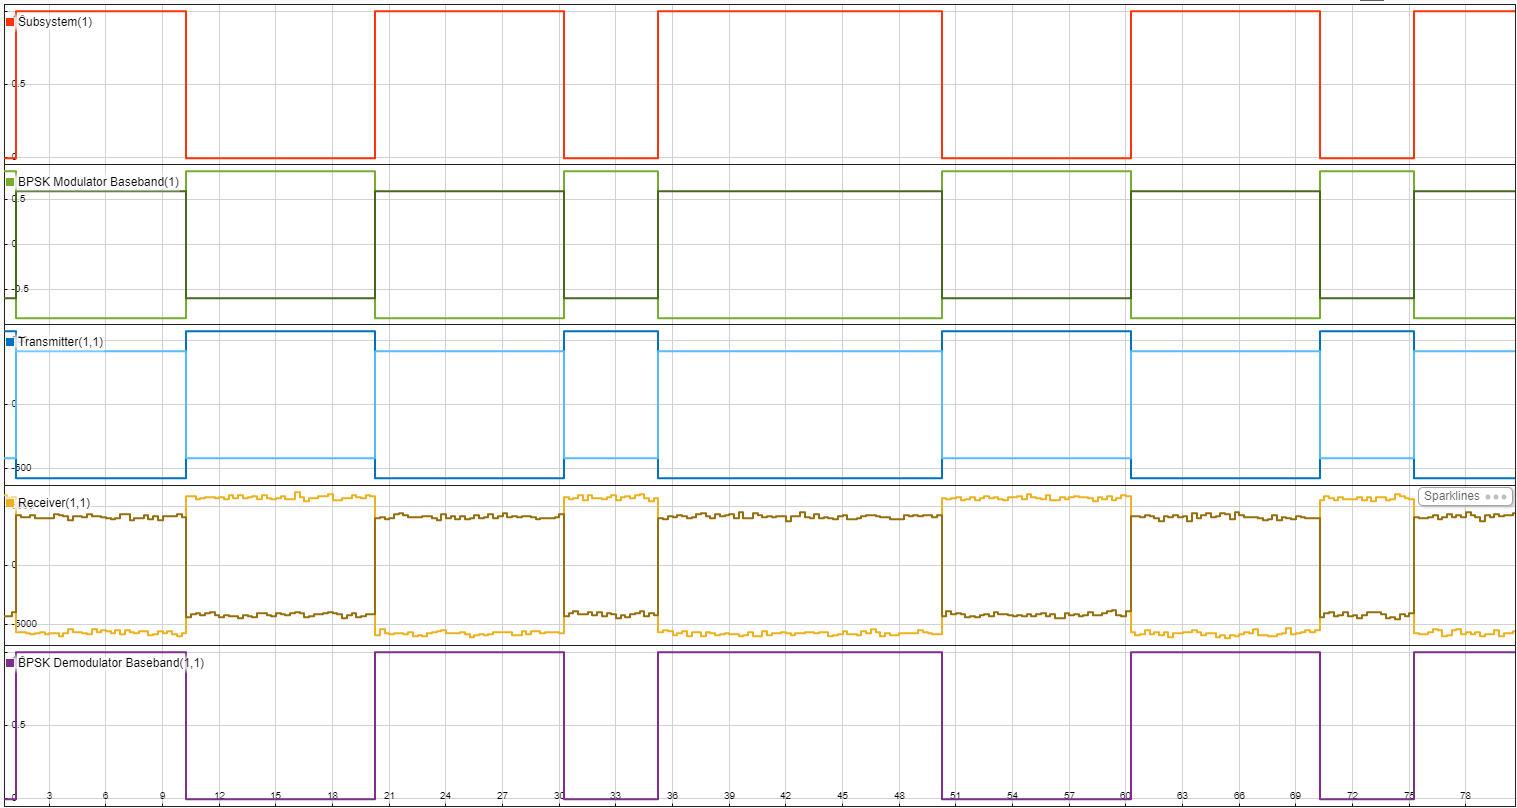 Subsystem(1)
0.5
0
BPSK Modulator Baseband(1)
0.5
0
-0.5
Transmitter(1,1)
0
-500
Receiver(1,1)
Sparklines
0
-5000
BPSK Demodulator Baseband(1,1)
0.5
0
3 6 9 12 15 18 21 24 27 30 33 36 39 42 45 48 51 54 57 60 63 66 69 72 75 78